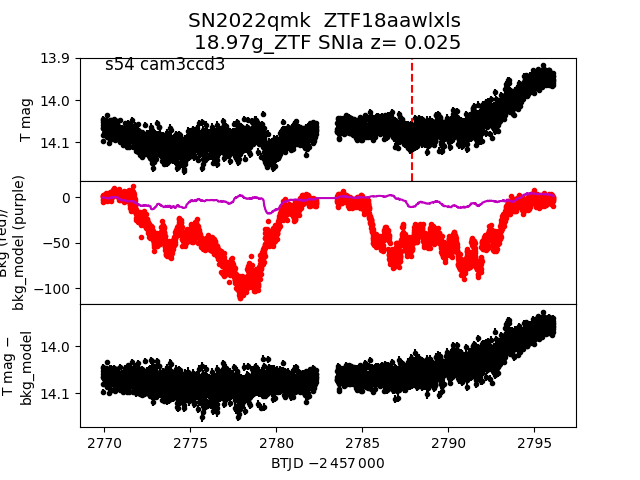 SN2022qmk ZTF18aawlxls
18.97g_ZTF SNIa z= 0.025
s54 cam3ccd3
13.9
14.0
14.1
T mag
0
−50
−100
Bkg (red)/
bkg_model (purple)
14.0
14.1
T mag −
bkg_model
2770 2775 2780 2785 2790 2795
BTJD −2 457 000